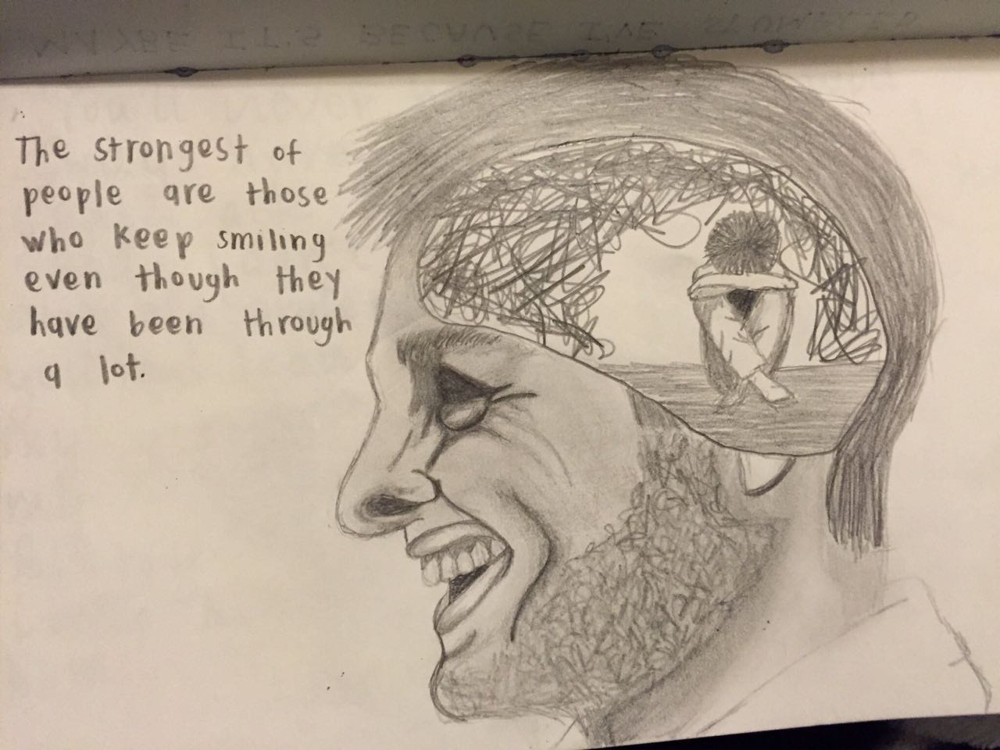 The strongest of
people are those
who keep smiling
even though they
have been through
a lot.